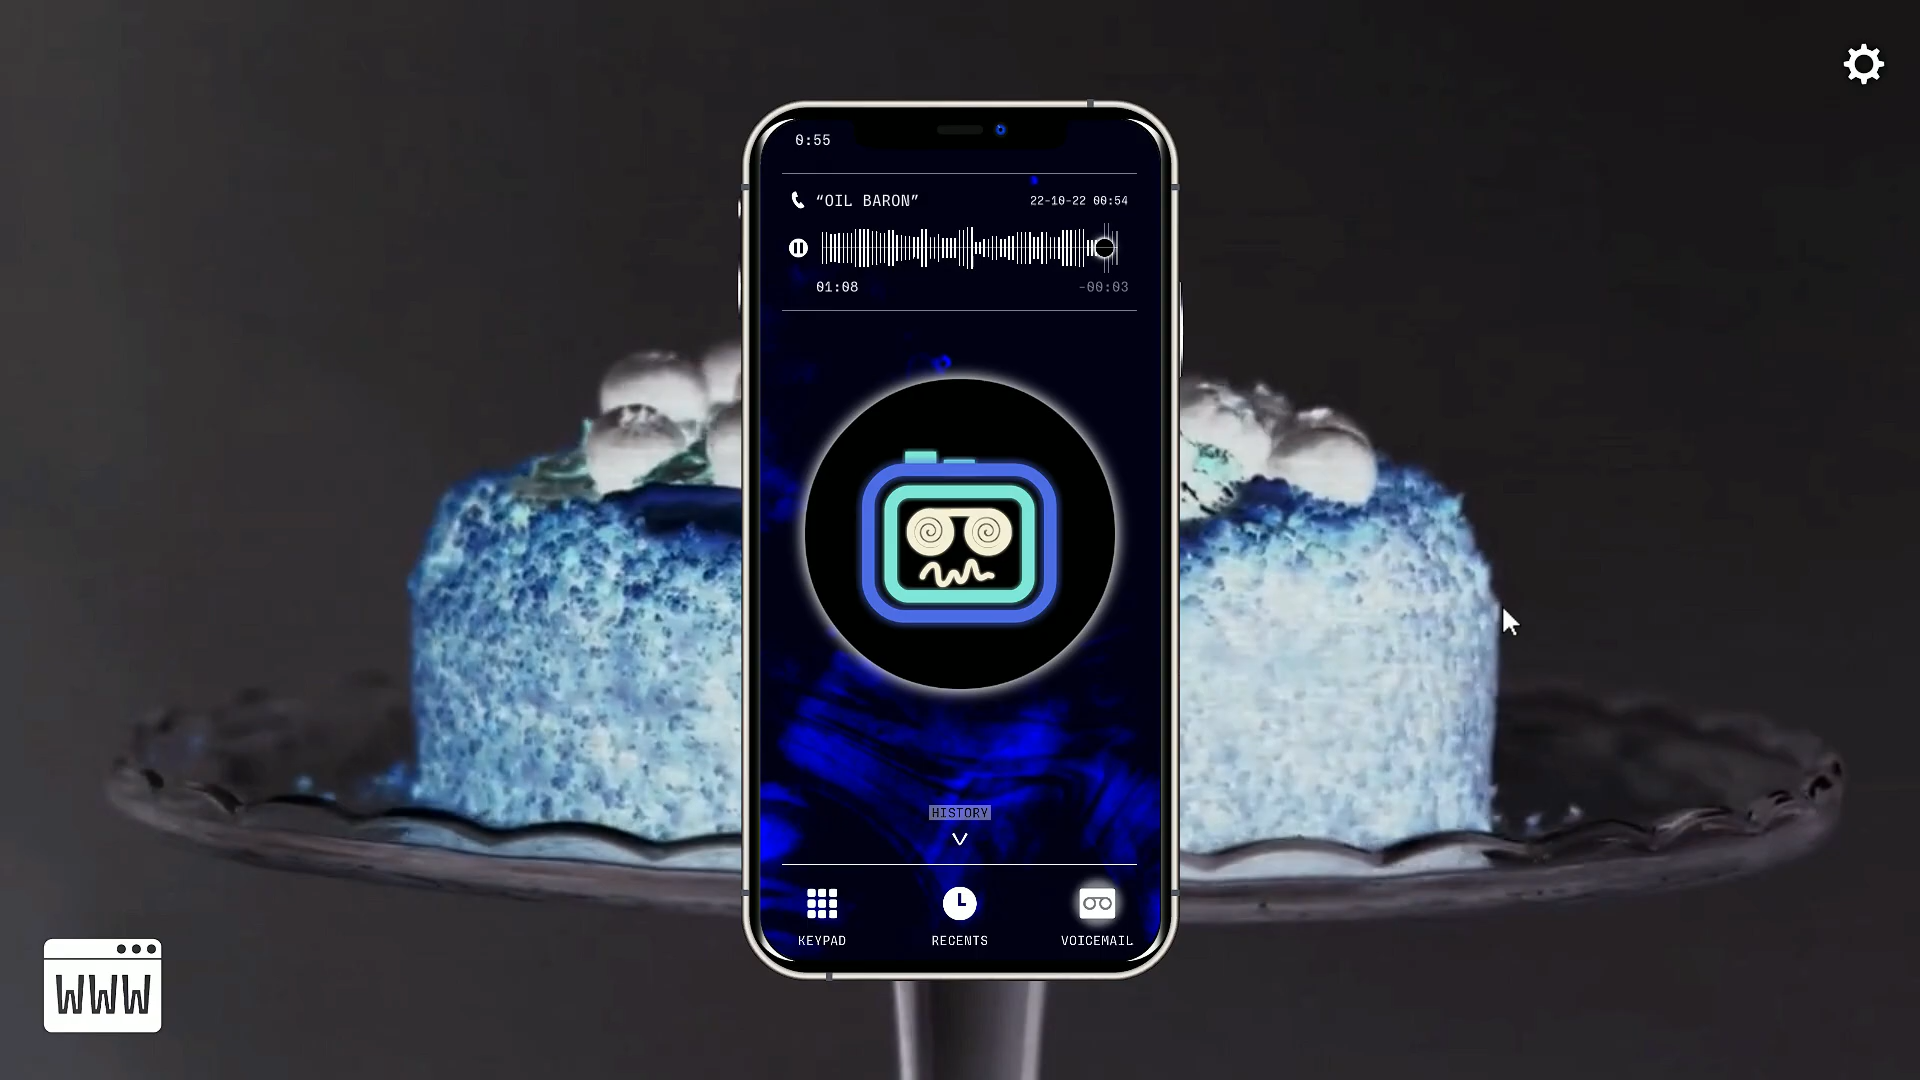 0:55
“OIL BARON”
22-10-22 00:54
01:08
-00:03
HISTORY
KEYPAD
RECENTS
VOICEMAIL
WWW